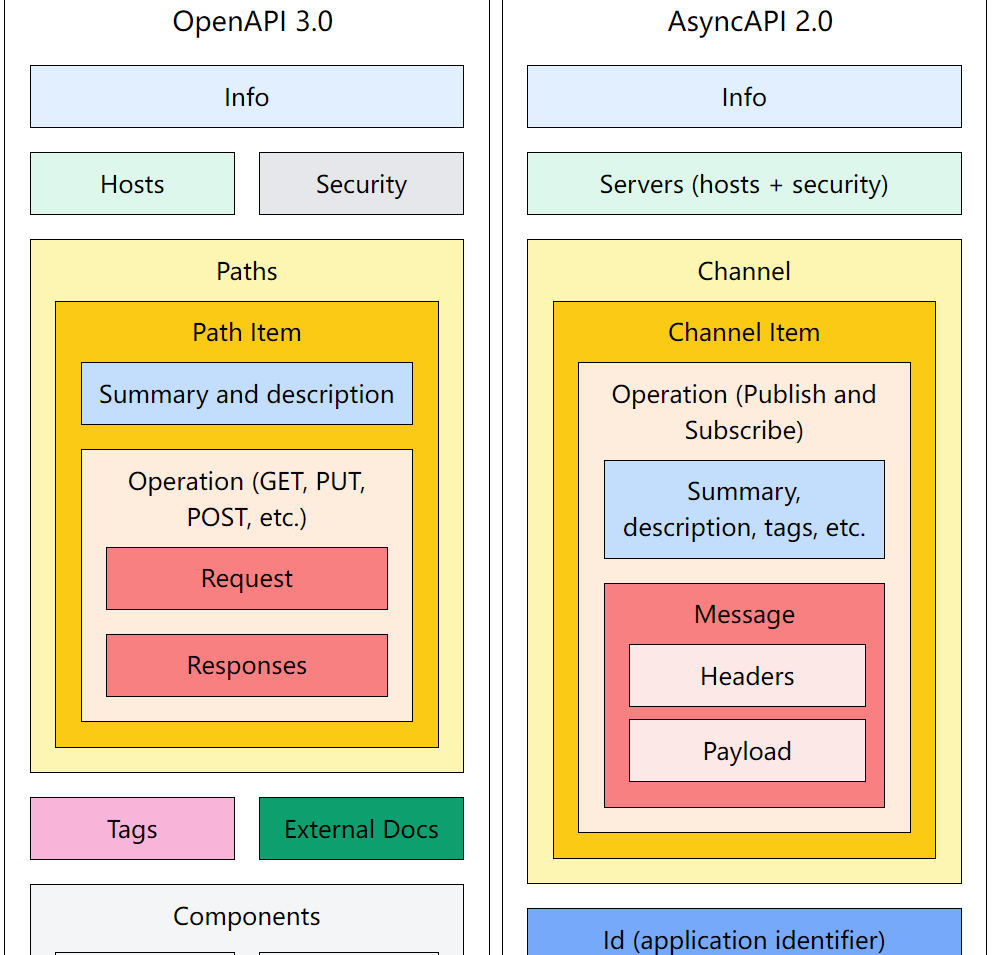 OpenAPI 3.0
Info
Hosts
Security
Paths
Path Item
Summary and description
Operation (GET, PUT,
POST, etc.)
Request
Responses
Tags
External Docs
Components
AsyncAPI 2.0
Info
Servers (hosts + security)
Channel
Channel Item
Operation (Publish and
Subscribe)
Summary,
description, tags, etc.
Message
Headers
Payload
Id (application identifier)